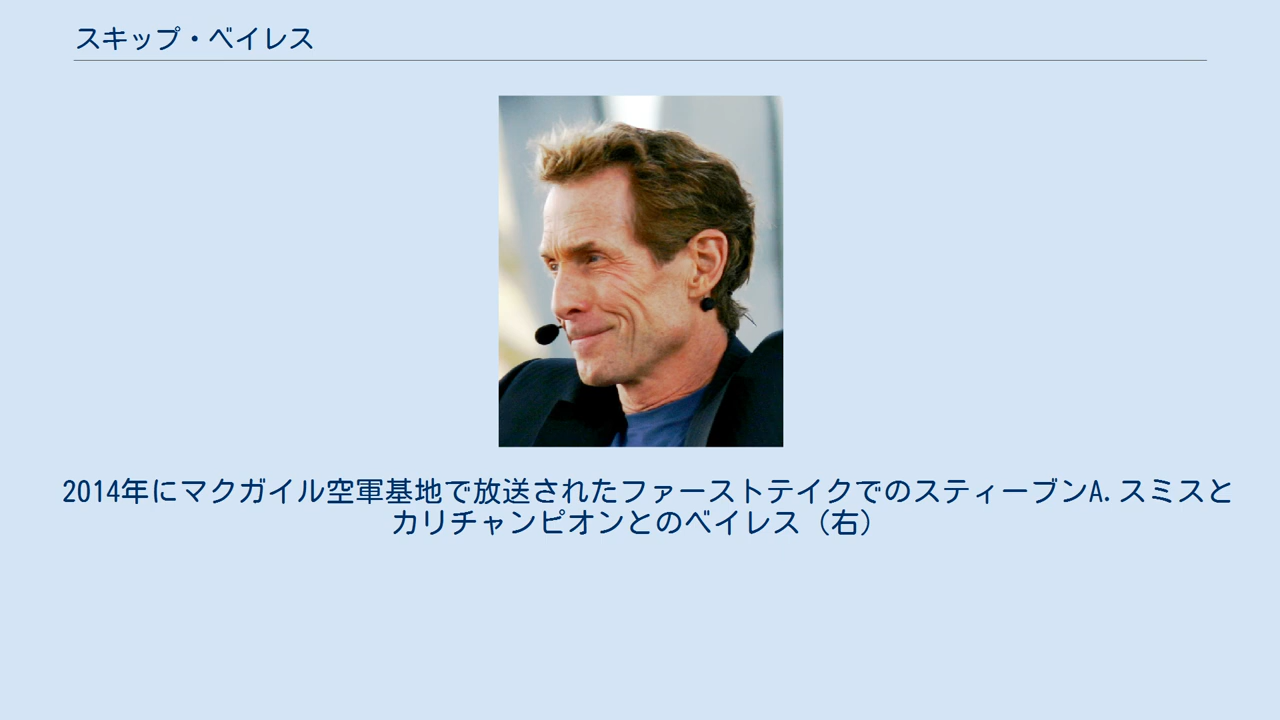 スキップ・ベイレス
2014年にマクガイル空軍基地で放送されたファーストテイクでのスティーブンA.スミスと
カリチャンピオンとのベイレス（右）